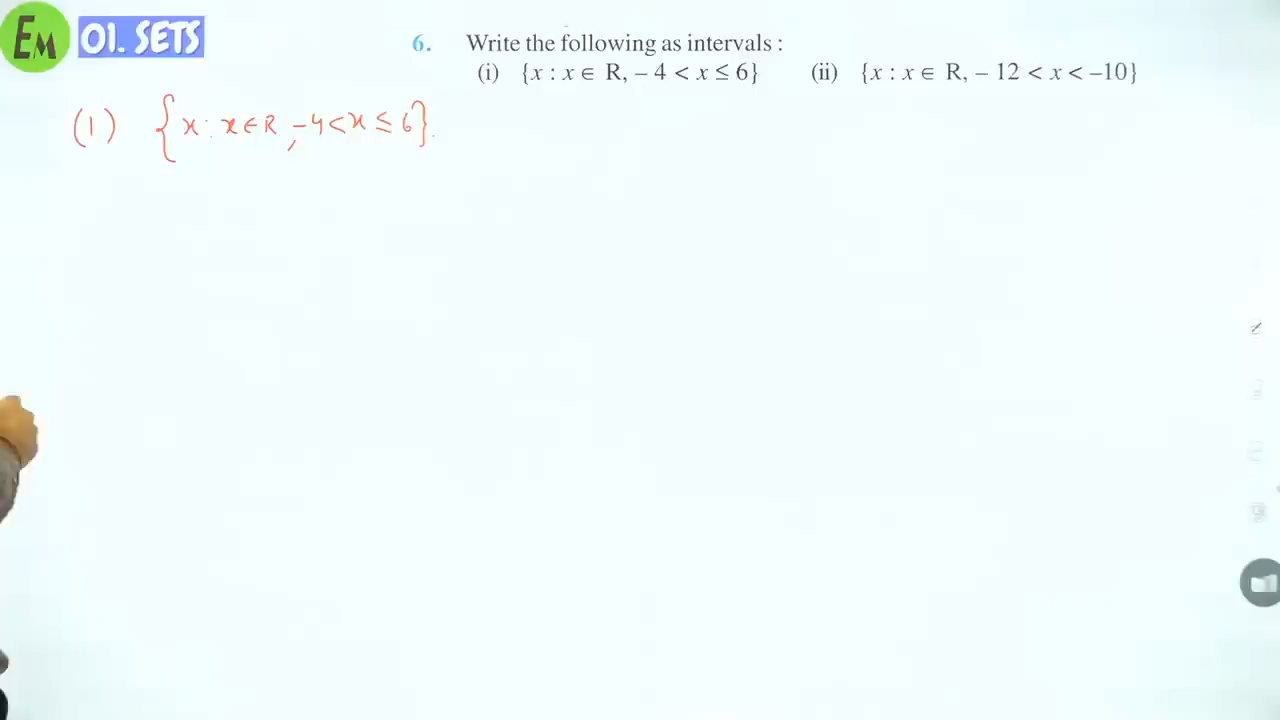 EM 01. SETS
6. Write the following as intervals :
(i) {x : x ∈ R, – 4 < x ≤ 6} (ii) {x : x ∈ R, – 12 < x < –10}
(1) {x : x ∈ R, -4 < x ≤ 6}.